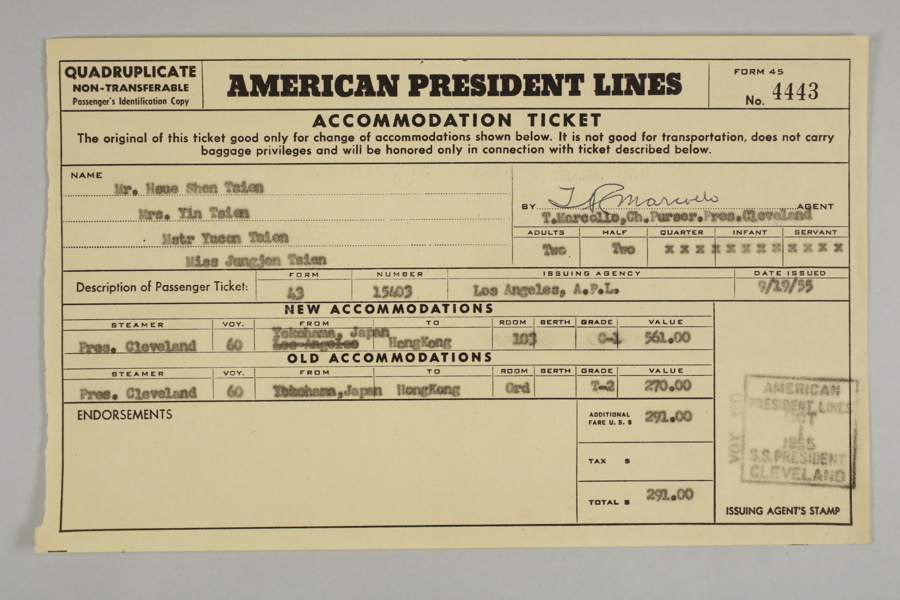 QUADRUPLICATE
NON-TRANSFERABLE
Passenger's Identification Copy
AMERICAN PRESIDENT LINES
FORM 45
No. 4443
ACCOMMODATION TICKET
The original of this ticket good only for change of accommodations shown below. It is not good for transportation, does not carry
baggage privileges and will be honored only in connection with ticket described below.
NAME
Mr. Hsue Shen Tsien
Mrs. Yin Tsien
Mstr Yucon Tsien
Miss Jungjen Tsien
BY T. Marcello AGENT
T.Marcello,Ch.Purser.Pres.Cleveland
ADULTS HALF QUARTER INFANT SERVANT
Two Two x x x x x x x x x x x x
Description of Passenger Ticket:
FORM NUMBER ISSUING AGENCY DATE ISSUED
43 15403 Los Angeles, A.P.L. 9/19/55
NEW ACCOMMODATIONS
STEAMER VOY. FROM TO ROOM BERTH GRADE VALUE
Yokohama, Japan
Pres. Cleveland 60 Los Angeles HongKong 103 C-1 561.00
OLD ACCOMMODATIONS
STEAMER VOY. FROM TO ROOM BERTH GRADE VALUE
Pres. Cleveland 60 Yokohama,Japan HongKong Grd T-2 270.00
ENDORSEMENTS
ADDITIONAL
FARE U. S. $ 291.00
TAX $
TOTAL $ 291.00
VOY 60
AMERICAN
PRESIDENT LINES
OCT
1
1955
S.S. PRESIDENT
CLEVELAND
ISSUING AGENT'S STAMP